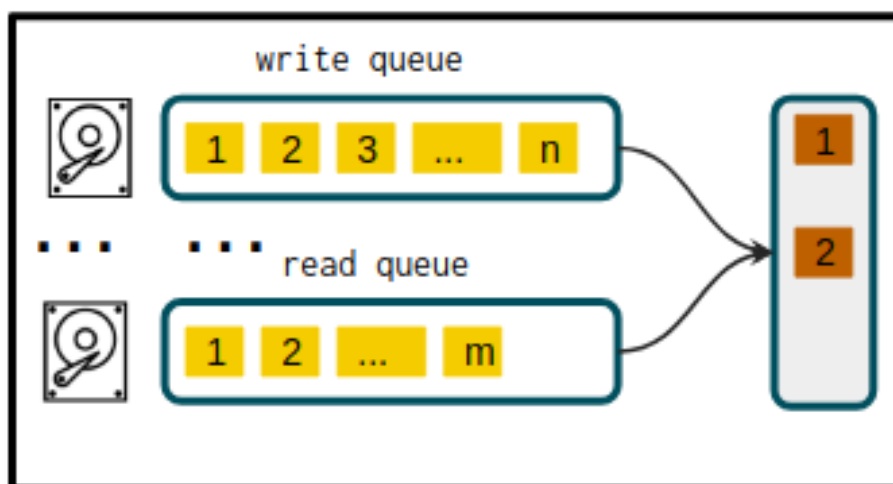 write queue
1 2 3 ... n
1
... ...
2
read queue
1 2 ... m